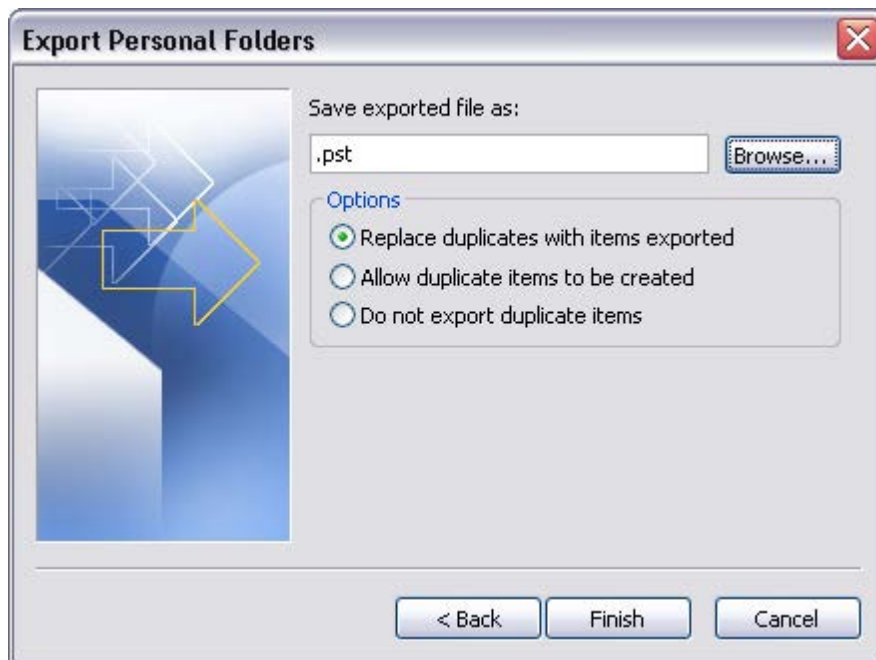 Export Personal Folders
Save exported file as:
.pst
Browse...
Options
Replace duplicates with items exported
Allow duplicate items to be created
Do not export duplicate items
< Back
Finish
Cancel